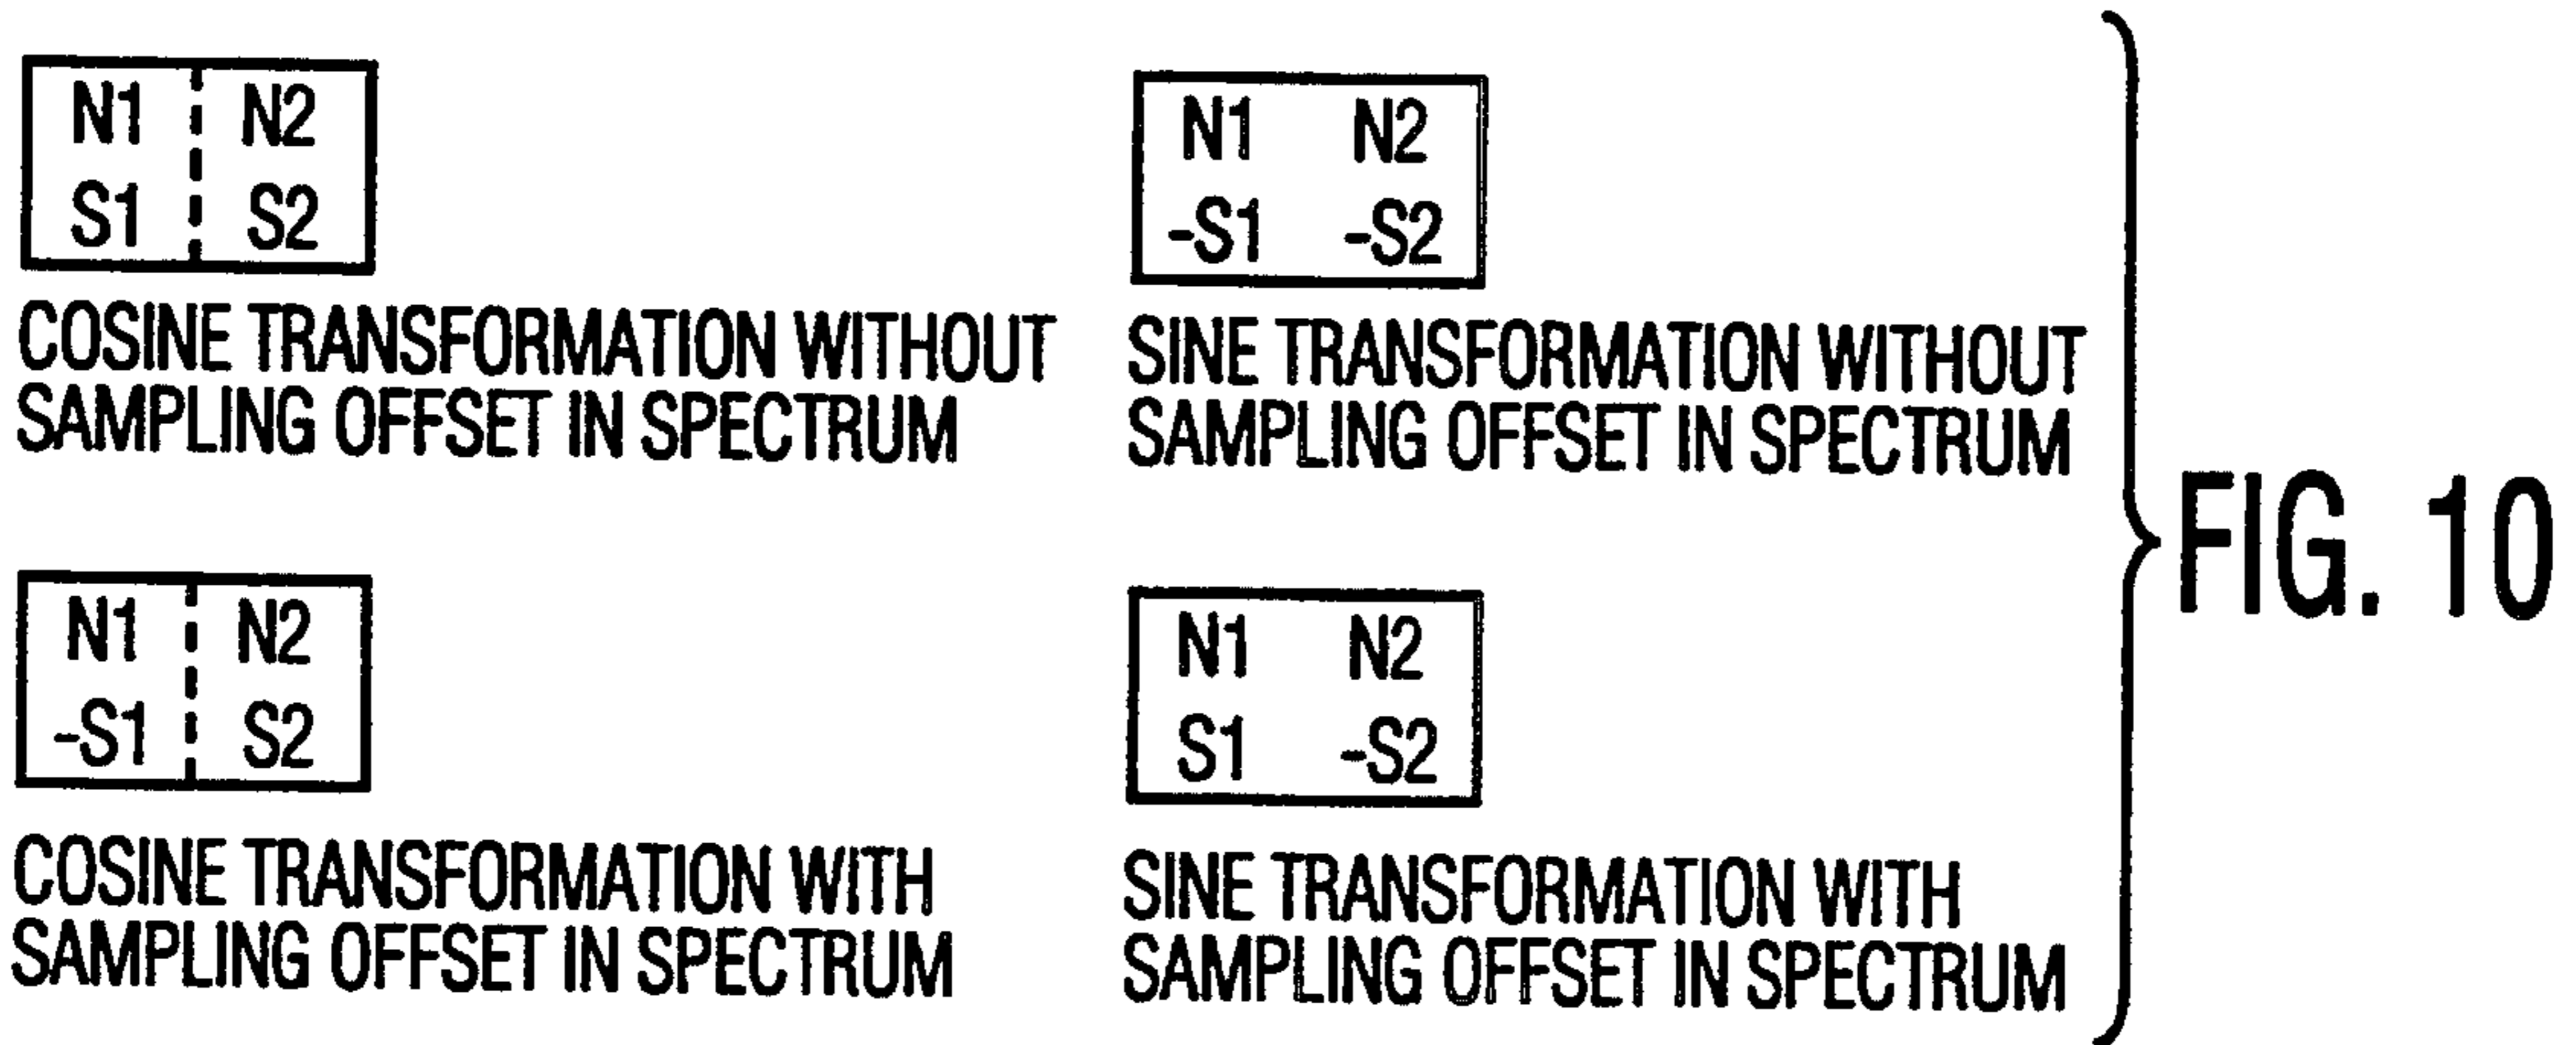 N1 N2
S1 S2
COSINE TRANSFORMATION WITHOUT
SAMPLING OFFSET IN SPECTRUM
N1 N2
-S1 -S2
SINE TRANSFORMATION WITHOUT
SAMPLING OFFSET IN SPECTRUM
N1 N2
-S1 S2
COSINE TRANSFORMATION WITH
SAMPLING OFFSET IN SPECTRUM
N1 N2
S1 -S2
SINE TRANSFORMATION WITH
SAMPLING OFFSET IN SPECTRUM
FIG. 10